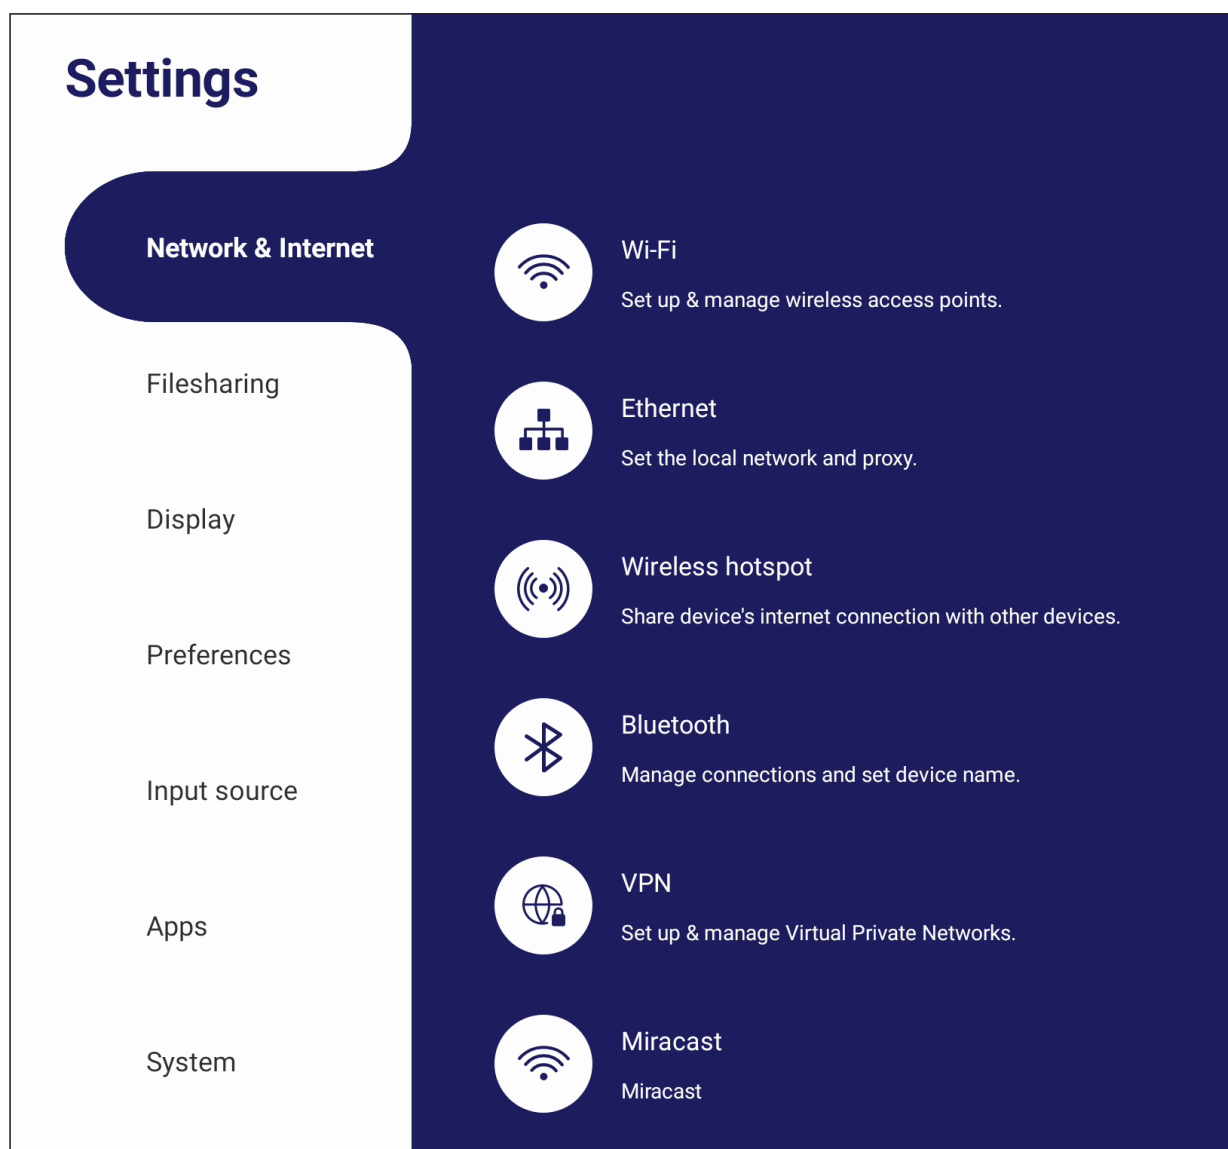 Settings
Network & Internet
Filesharing
Display
Preferences
Input source
Apps
System
Wi-Fi
Set up & manage wireless access points.
Ethernet
Set the local network and proxy.
Wireless hotspot
Share device's internet connection with other devices.
Bluetooth
Manage connections and set device name.
VPN
Set up & manage Virtual Private Networks.
Miracast
Miracast